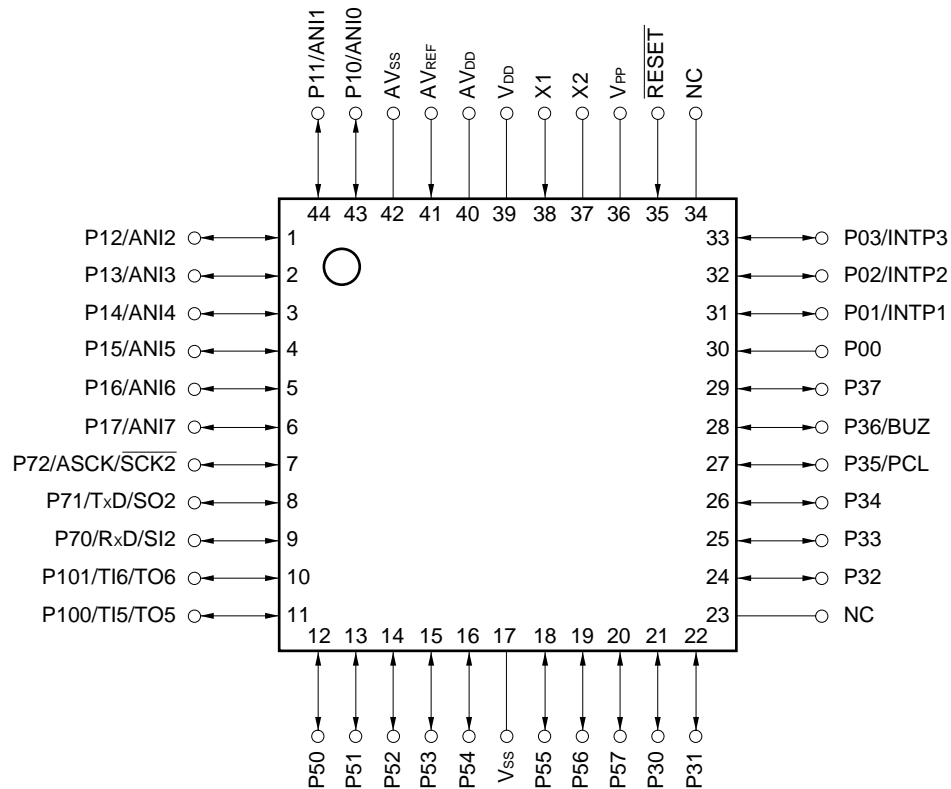 P11/ANI1
P10/ANI0
AVSS
AVREF
AVDD
VDD
X1
X2
VPP
RESET
NC
44 43 42 41 40 39 38 37 36 35 34
P12/ANI2 1
P13/ANI3 2
P14/ANI4 3
P15/ANI5 4
P16/ANI6 5
P17/ANI7 6
P72/ASCK/SCK2 7
P71/TxD/SO2 8
P70/RxD/SI2 9
P101/TI6/TO6 10
P100/TI5/TO5 11
33 P03/INTP3
32 P02/INTP2
31 P01/INTP1
30 P00
29 P37
28 P36/BUZ
27 P35/PCL
26 P34
25 P33
24 P32
23 NC
12 13 14 15 16 17 18 19 20 21 22
P50
P51
P52
P53
P54
VSS
P55
P56
P57
P30
P31